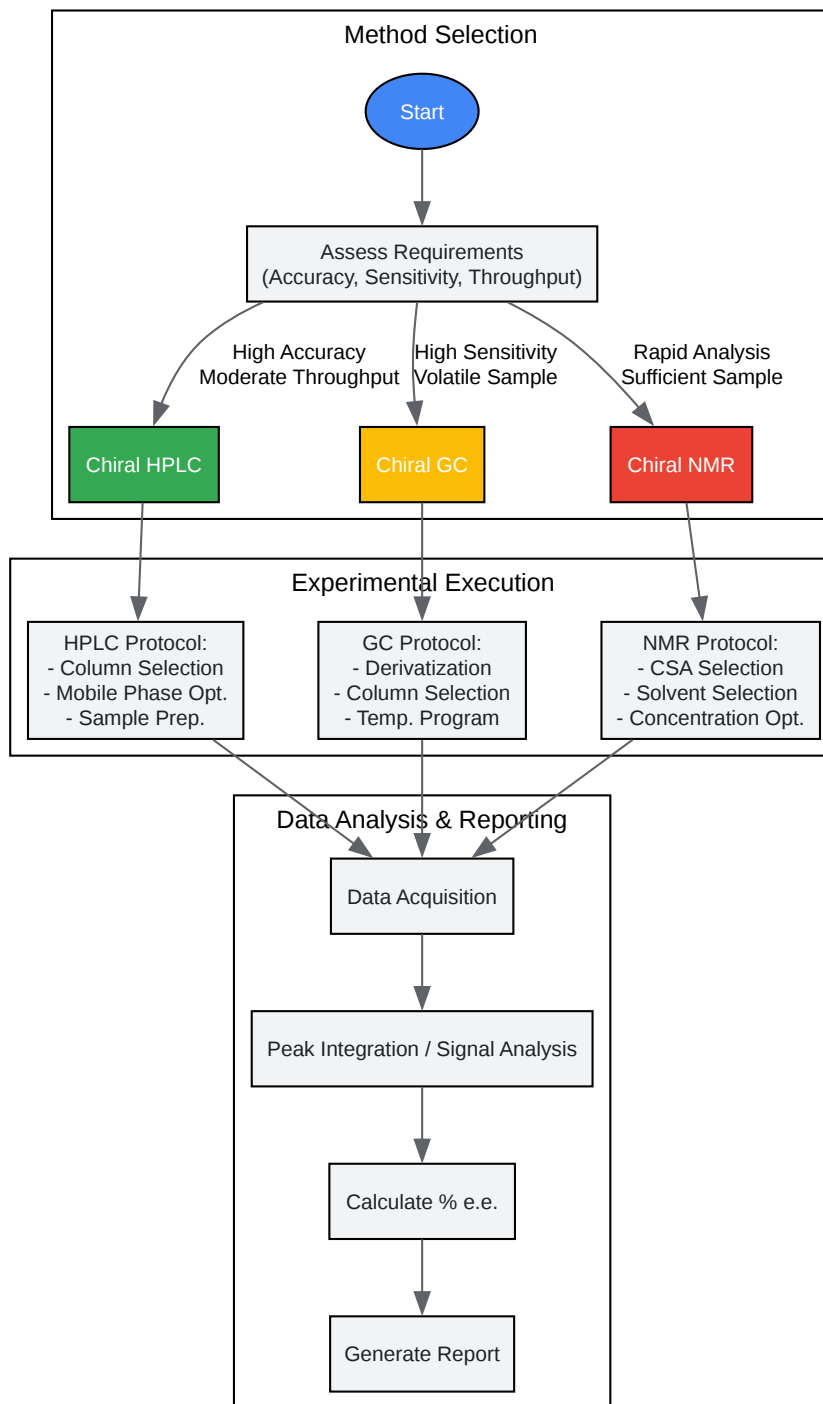 Method Selection
Start
Assess Requirements
(Accuracy, Sensitivity, Throughput)
High Accuracy
Moderate Throughput
High Sensitivity
Volatile Sample
Rapid Analysis
Sufficient Sample
Chiral HPLC
Chiral GC
Chiral NMR
Experimental Execution
HPLC Protocol:
- Column Selection
- Mobile Phase Opt.
- Sample Prep.
GC Protocol:
- Derivatization
- Column Selection
- Temp. Program
NMR Protocol:
- CSA Selection
- Solvent Selection
- Concentration Opt.
Data Analysis & Reporting
Data Acquisition
Peak Integration / Signal Analysis
Calculate % e.e.
Generate Report